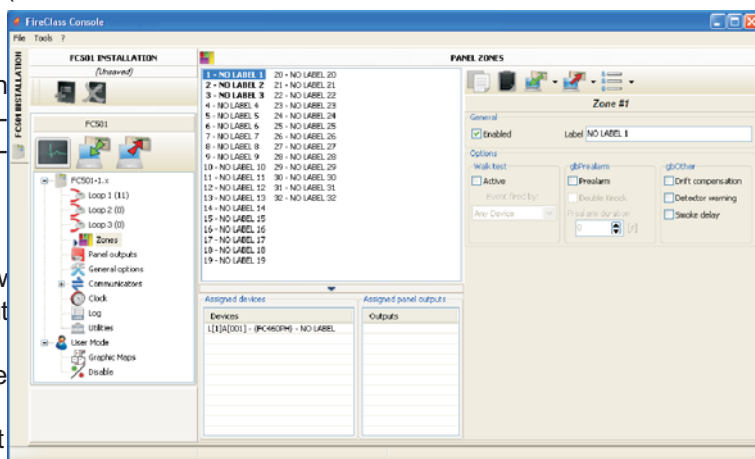 FireClass Console
File Tools ?
FC501 INSTALLATION
FC501 INSTALLATION
(Unsaved)
FC501
FC501-1.x
Loop 1 (11)
Loop 2 (0)
Loop 3 (0)
Zones
Panel outputs
General options
Communicators
Clock
Log
Utilities
User Mode
Graphic Maps
Disable
PANEL ZONES
1 - NO LABEL 1
2 - NO LABEL 2
3 - NO LABEL 3
4 - NO LABEL 4
5 - NO LABEL 5
6 - NO LABEL 6
7 - NO LABEL 7
8 - NO LABEL 8
9 - NO LABEL 9
10 - NO LABEL 10
11 - NO LABEL 11
12 - NO LABEL 12
13 - NO LABEL 13
14 - NO LABEL 14
15 - NO LABEL 15
16 - NO LABEL 16
17 - NO LABEL 17
18 - NO LABEL 18
19 - NO LABEL 19
20 - NO LABEL 20
21 - NO LABEL 21
22 - NO LABEL 22
23 - NO LABEL 23
24 - NO LABEL 24
25 - NO LABEL 25
26 - NO LABEL 26
27 - NO LABEL 27
28 - NO LABEL 28
29 - NO LABEL 29
30 - NO LABEL 30
31 - NO LABEL 31
32 - NO LABEL 32
Assigned devices
Devices
L[1]A[001] - (FC460PH) - NO LABEL
Assigned panel outputs
Outputs
Zone #1
General
Enabled Label NO LABEL 1
Options
Walk test
Active
Event fired by:
Any Device
gbPrealarm
Prealarm
Double Knock
Prealarm duration
0 [s]
gbOther
Drift compensation
Detector warning
Smoke delay